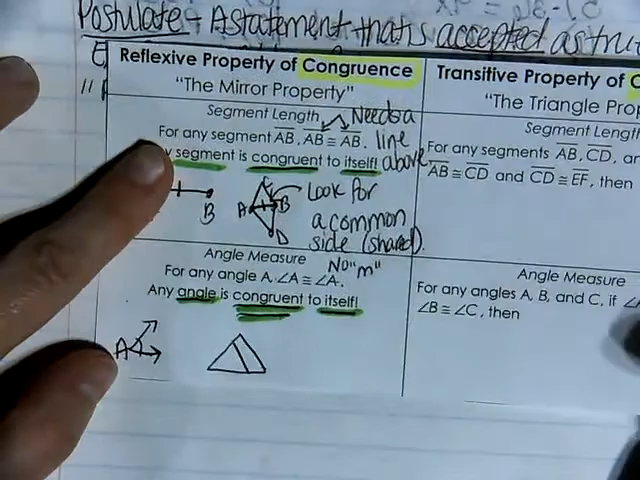 Postulate - A statement that is accepted as tru
Reflexive Property of Congruence
"The Mirror Property"
Segment Length
Needs a
line
above
For any segment AB, AB ≅ AB.
y segment is congruent to itself!
B
A
B
C
D
Look for
a common
side (shared).
Angle Measure
No "m"
For any angle A, ∠A ≅ ∠A.
Any angle is congruent to itself!
A
Transitive Property of C
"The Triangle Prop
Segment Length
For any segments AB, CD, an
AB ≅ CD and CD ≅ EF, then
Angle Measure
For any angles A, B, and C, if ∠
∠B ≅ ∠C, then